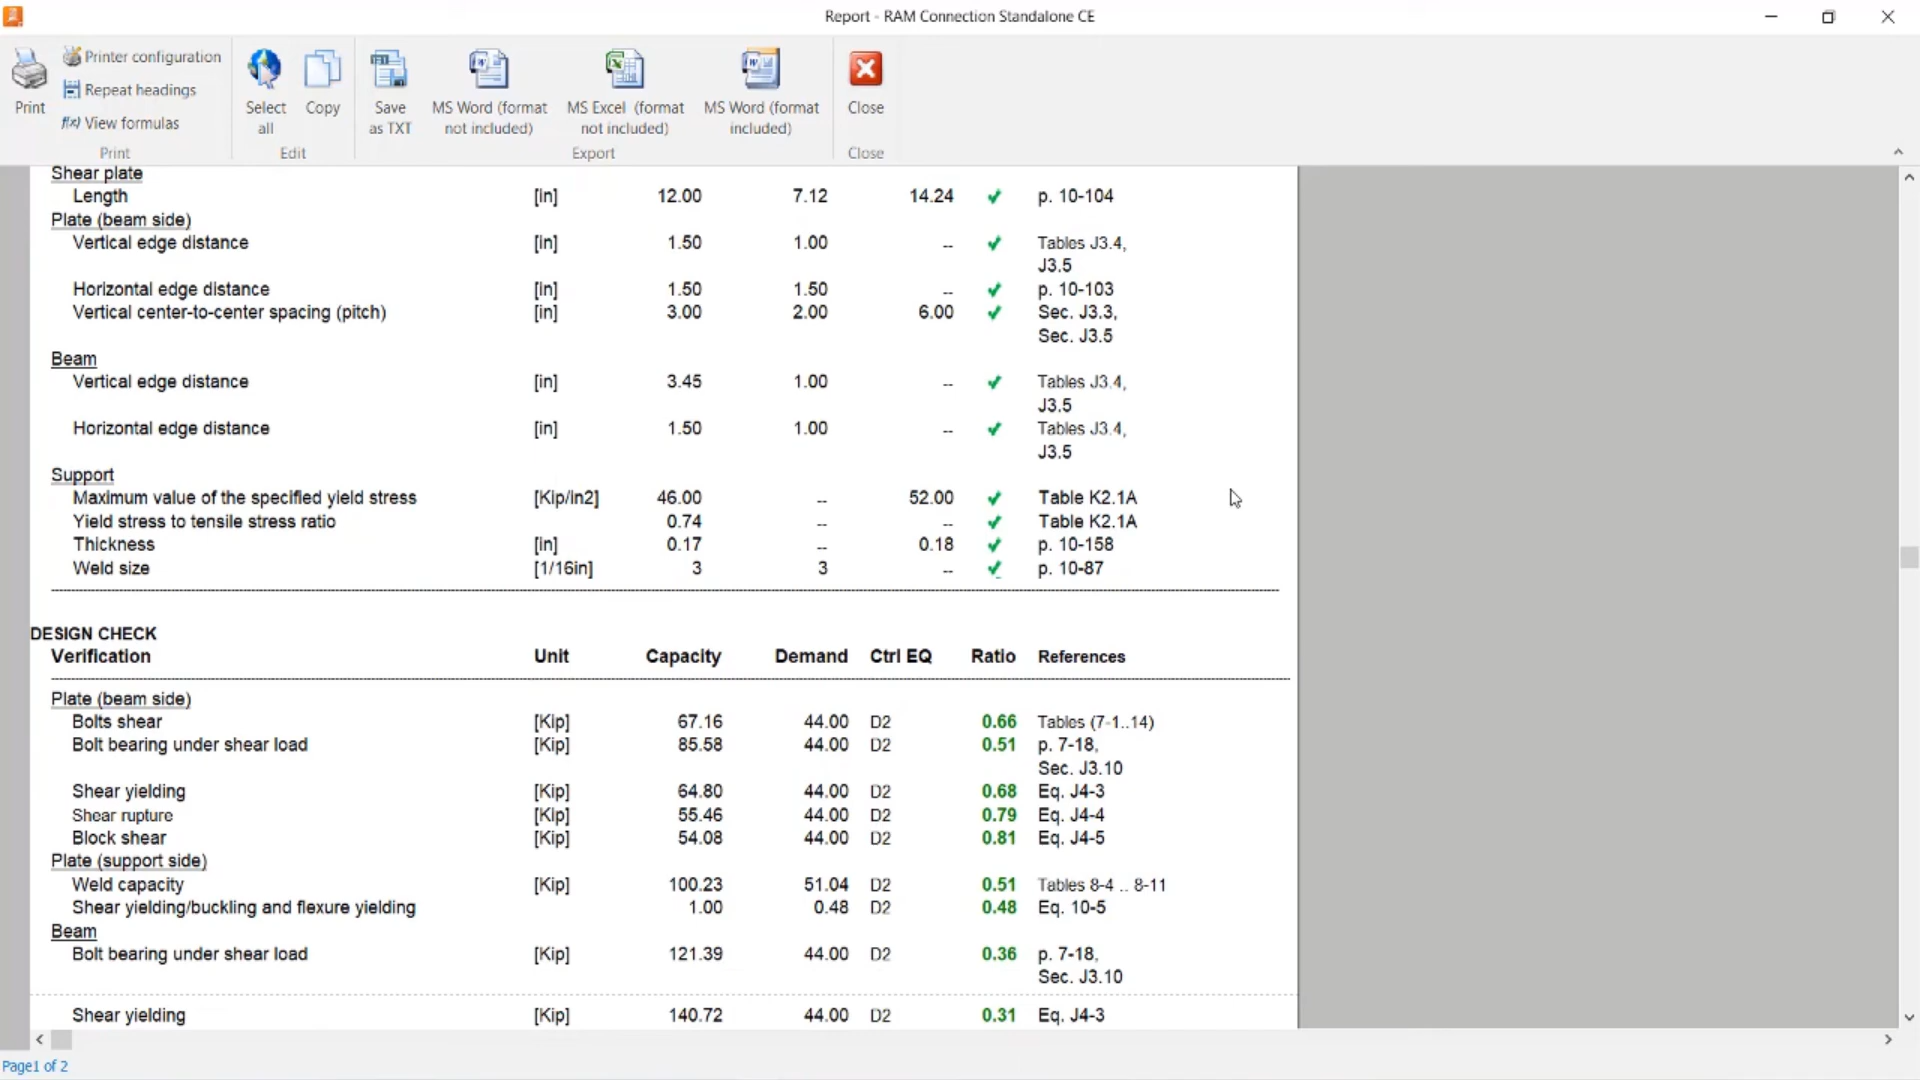 Report - RAM Connection Standalone CE
Print
Printer configuration
Repeat headings
f(x) View formulas
Print
Select all
Copy
Edit
Save as TXT
MS Word (format not included)
MS Excel (format not included)
MS Word (format included)
Export
Close
Close
Shear plate
Length [in] 12.00 7.12 14.24 p. 10-104
Plate (beam side)
Vertical edge distance [in] 1.50 1.00 -- Tables J3.4,
J3.5
Horizontal edge distance [in] 1.50 1.50 -- p. 10-103
Vertical center-to-center spacing (pitch) [in] 3.00 2.00 6.00 Sec. J3.3,
Sec. J3.5
Beam
Vertical edge distance [in] 3.45 1.00 -- Tables J3.4,
J3.5
Horizontal edge distance [in] 1.50 1.00 -- Tables J3.4,
J3.5
Support
Maximum value of the specified yield stress [Kip/in2] 46.00 -- 52.00 Table K2.1A
Yield stress to tensile stress ratio 0.74 -- -- Table K2.1A
Thickness [in] 0.17 -- 0.18 p. 10-158
Weld size [1/16in] 3 3 -- p. 10-87
DESIGN CHECK
Verification Unit Capacity Demand Ctrl EQ Ratio References
Plate (beam side)
Bolts shear [Kip] 67.16 44.00 D2 0.66 Tables (7-1..14)
Bolt bearing under shear load [Kip] 85.58 44.00 D2 0.51 p. 7-18,
Sec. J3.10
Shear yielding [Kip] 64.80 44.00 D2 0.68 Eq. J4-3
Shear rupture [Kip] 55.46 44.00 D2 0.79 Eq. J4-4
Block shear [Kip] 54.08 44.00 D2 0.81 Eq. J4-5
Plate (support side)
Weld capacity [Kip] 100.23 51.04 D2 0.51 Tables 8-4 .. 8-11
Shear yielding/buckling and flexure yielding 1.00 0.48 D2 0.48 Eq. 10-5
Beam
Bolt bearing under shear load [Kip] 121.39 44.00 D2 0.36 p. 7-18,
Sec. J3.10
Shear yielding [Kip] 140.72 44.00 D2 0.31 Eq. J4-3
Page1 of 2